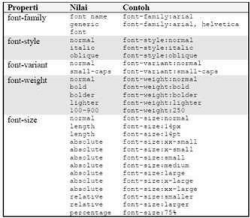 Properti Nilai Contoh
font-family font name font-family:arial
generic font-family:arial, helvetica
font
font-style normal font-style:normal
italic font-style:italic
oblique font-style:oblique
font-variant normal font-variant:normal
small-caps font-variant:small-caps
font-weight normal font-weight:normal
bold font-weight:bold
bolder font-weight:bolder
lighter font-weight:lighter
100-900 font-weight:250
font-size normal font-size:normal
length font-size:14px
length font-size:14pt
absolute font-size:xx-small
absolute font-size:x-small
absolute font-size:small
absolute font-size:medium
absolute font-size:large
absolute font-size:x-large
absolute font-size:xx-large
relative font-size:smaller
relative font-size:larger
percentage font-size:75%